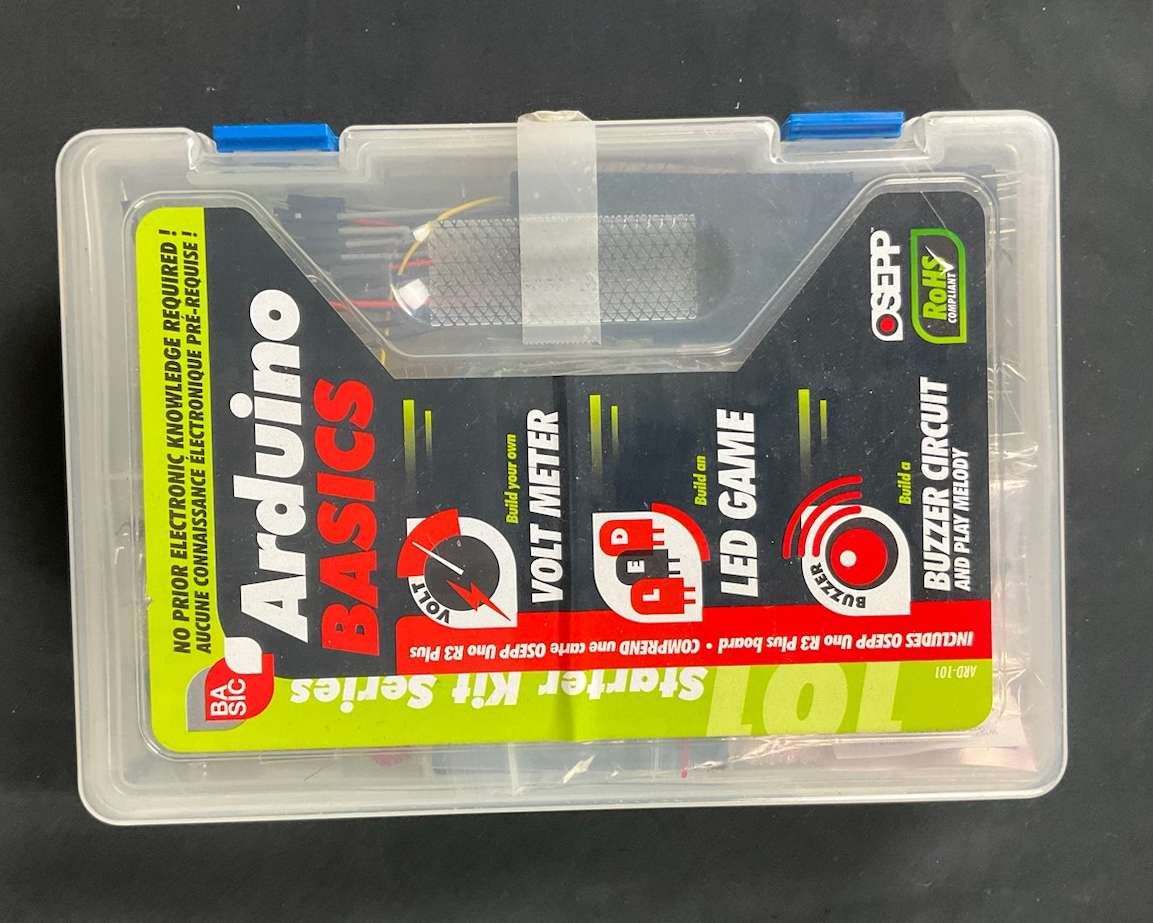 NO PRIOR ELECTRONIC KNOWLEDGE REQUIRED !
AUCUNE CONNAISSANCE ÉLECTRONIQUE PRÉ-REQUISE !
BA
SIC
Arduino
BASICS
VOLT
Build your own
VOLT METER
LED
Build an
LED GAME
BUZZER
Build a
BUZZER CIRCUIT
AND PLAY MELODY
OSEPP™
RoHS
COMPLIANT
INCLUDES OSEPP Uno R3 Plus board • COMPREND une carte OSEPP Uno R3 Plus
Starter Kit Series
101
ARD-101